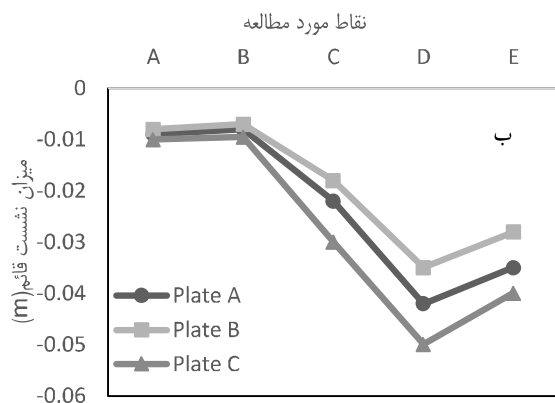 نقاط مورد مطالعه
A B C D E
0
-0.01
-0.02
-0.03
-0.04
-0.05
-0.06
میزان نشست قائم(m)
ب
Plate A
Plate B
Plate C